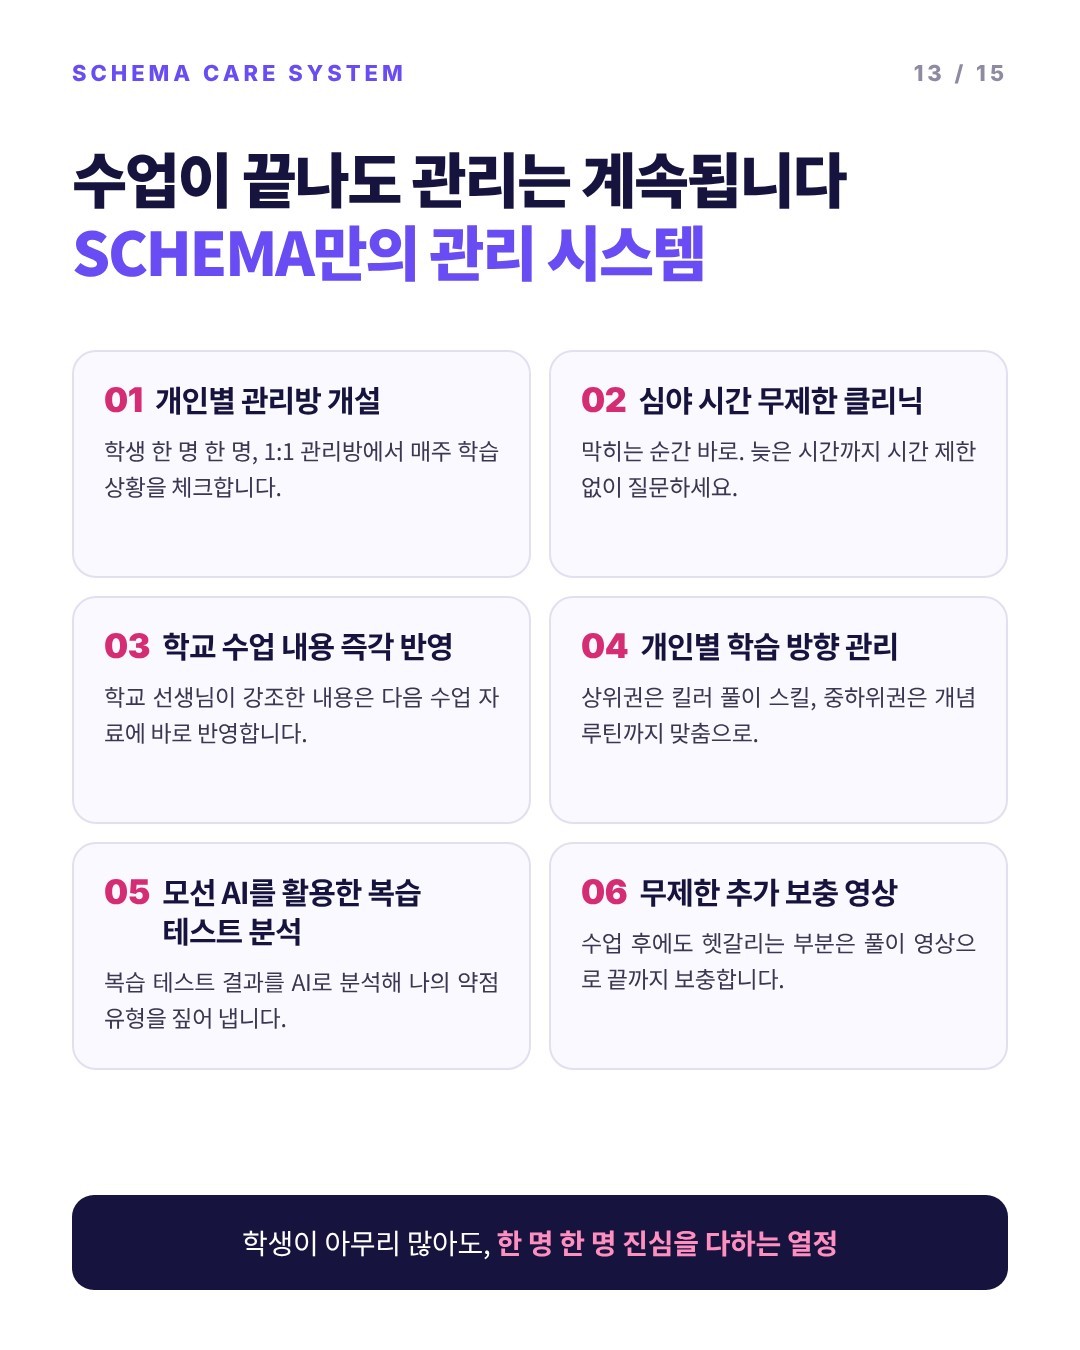 SCHEMA CARE SYSTEM
13 / 15
수업이 끝나도 관리는 계속됩니다
SCHEMA만의 관리 시스템
01 개인별 관리방 개설
학생 한 명 한 명, 1:1 관리방에서 매주 학습
상황을 체크합니다.
02 심야 시간 무제한 클리닉
막히는 순간 바로. 늦은 시간까지 시간 제한
없이 질문하세요.
03 학교 수업 내용 즉각 반영
학교 선생님이 강조한 내용은 다음 수업 자
료에 바로 반영합니다.
04 개인별 학습 방향 관리
상위권은 킬러 풀이 스킬, 중하위권은 개념
루틴까지 맞춤으로.
05 모선 AI를 활용한 복습
테스트 분석
복습 테스트 결과를 AI로 분석해 나의 약점
유형을 짚어 냅니다.
06 무제한 추가 보충 영상
수업 후에도 헷갈리는 부분은 풀이 영상으
로 끝까지 보충합니다.
학생이 아무리 많아도, 한 명 한 명 진심을 다하는 열정